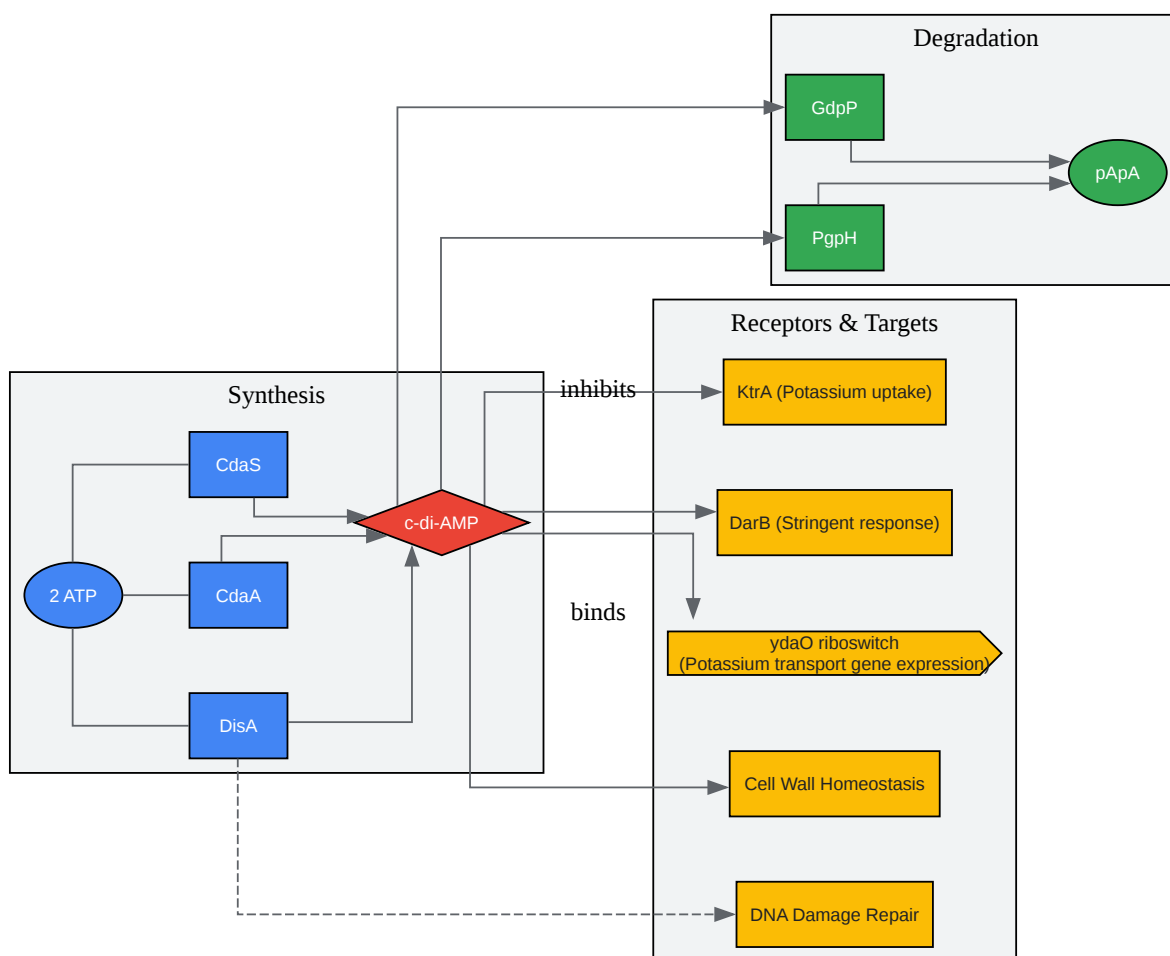 Degradation
GdpP
pApA
PgpH
Receptors & Targets
KtrA (Potassium uptake)
inhibits
Synthesis
CdaS
c-di-AMP
DarB (Stringent response)
2 ATP
CdaA
binds
ydaO riboswitch
(Potassium transport gene expression)
DisA
Cell Wall Homeostasis
DNA Damage Repair